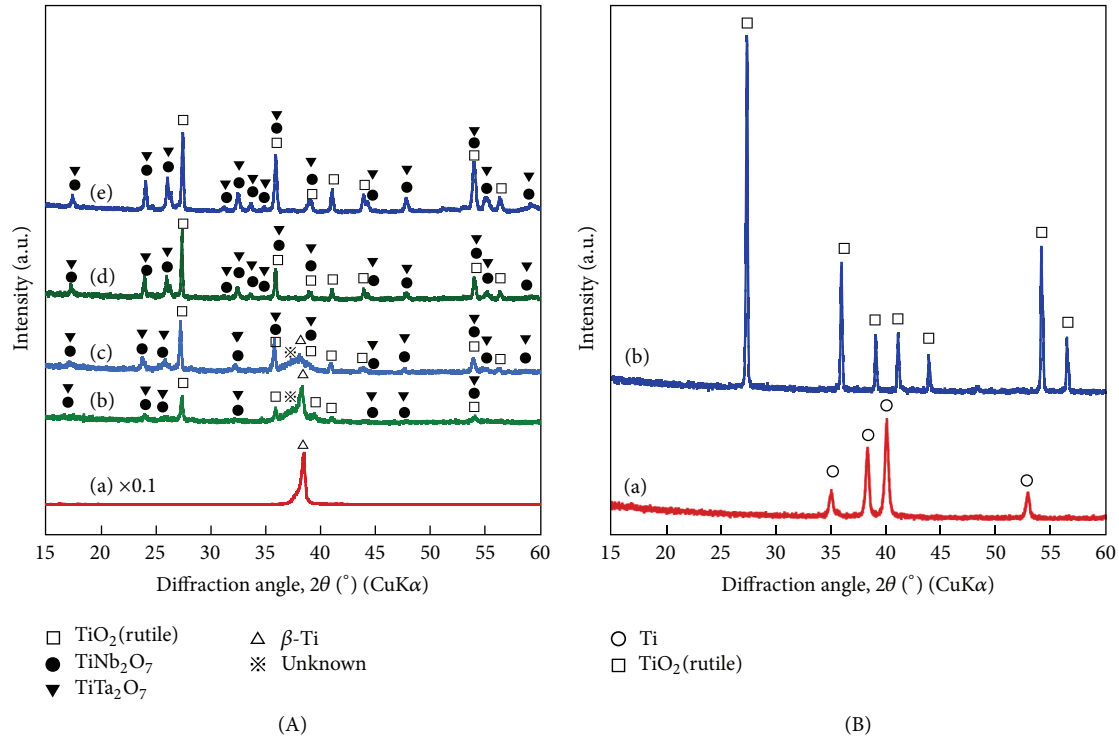 Intensity (a.u.)
(e)
(d)
(c)
(b)
(a) ×0.1
15 20 25 30 35 40 45 50 55 60
Diffraction angle, 2θ (°) (CuKα)
TiO₂(rutile)
β-Ti
TiNb₂O₇
Unknown
TiTa₂O₇
(A)
Intensity (a.u.)
(b)
(a)
15 20 25 30 35 40 45 50 55 60
Diffraction angle, 2θ (°) (CuKα)
Ti
TiO₂(rutile)
(B)